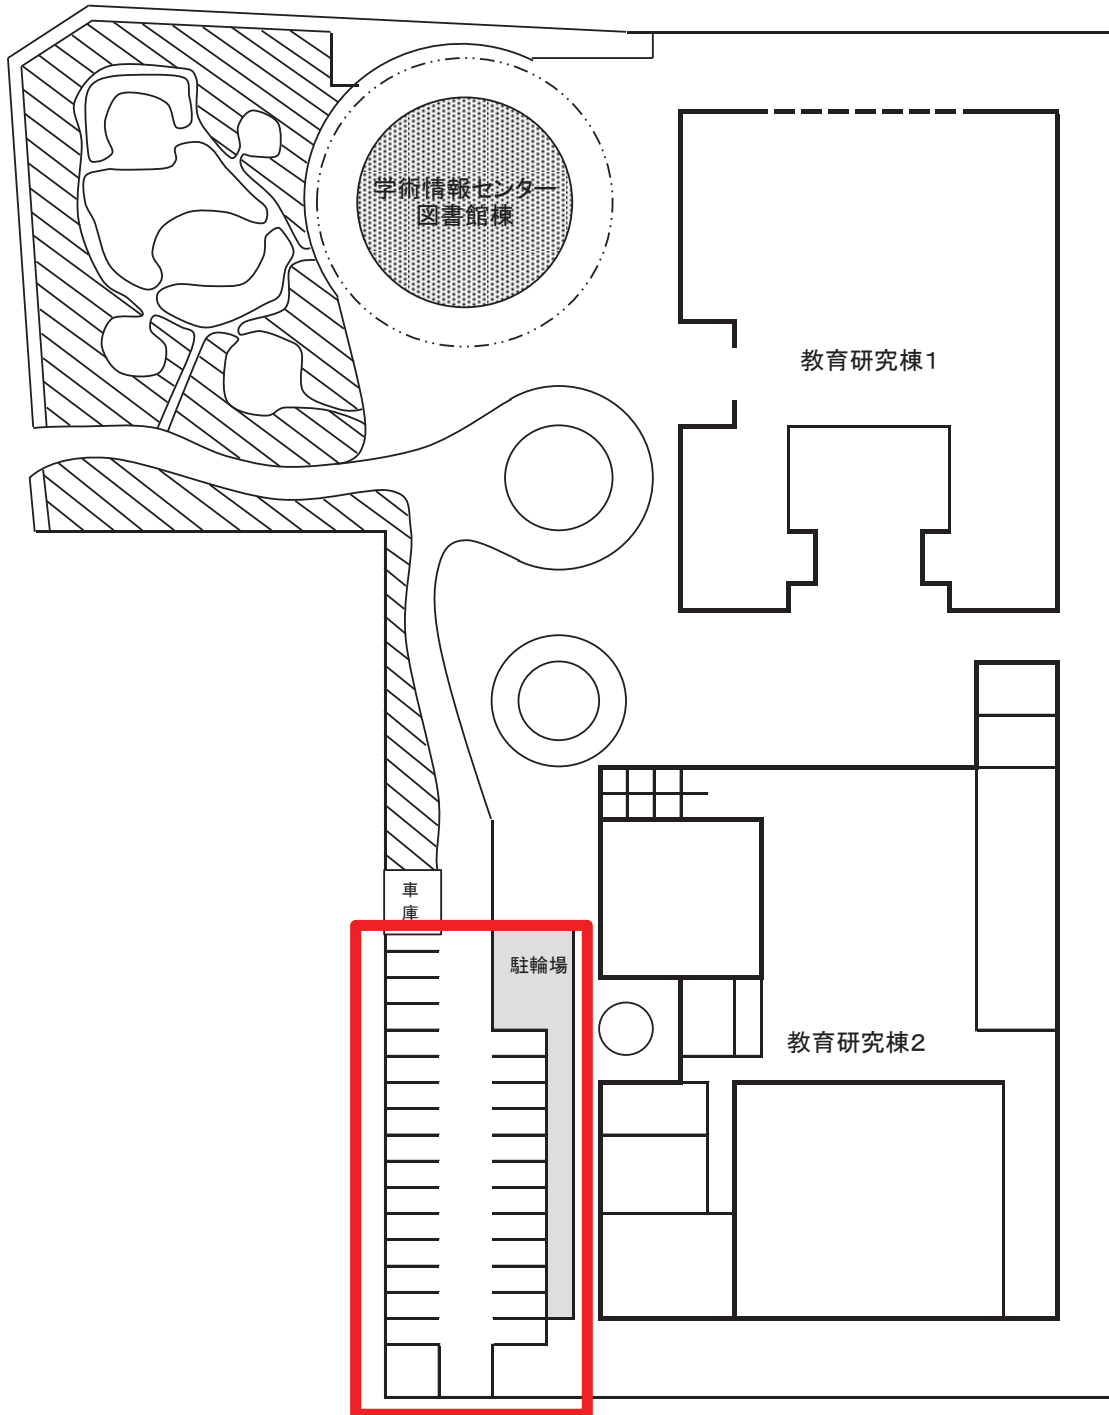 学術情報センター
図書館棟
教育研究棟1
車
庫
駐輪場
教育研究棟2